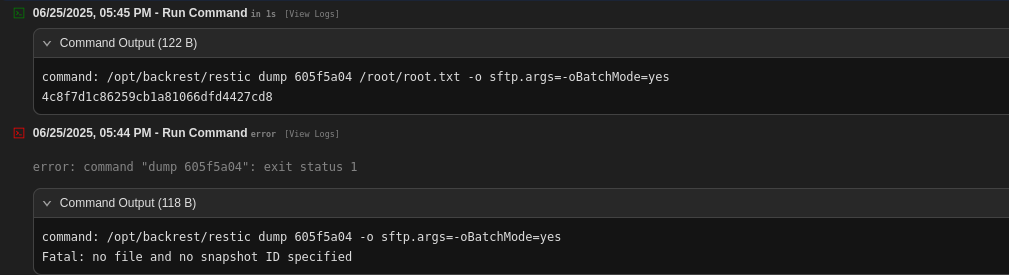 06/25/2025, 05:45 PM - Run Command in 1s [View Logs]
Command Output (122 B)
command: /opt/backrest/restic dump 605f5a04 /root/root.txt -o sftp.args=-oBatchMode=yes
4c8f7d1c86259cb1a81066dfd4427cd8
06/25/2025, 05:44 PM - Run Command error [View Logs]
error: command "dump 605f5a04": exit status 1
Command Output (118 B)
command: /opt/backrest/restic dump 605f5a04 -o sftp.args=-oBatchMode=yes
Fatal: no file and no snapshot ID specified